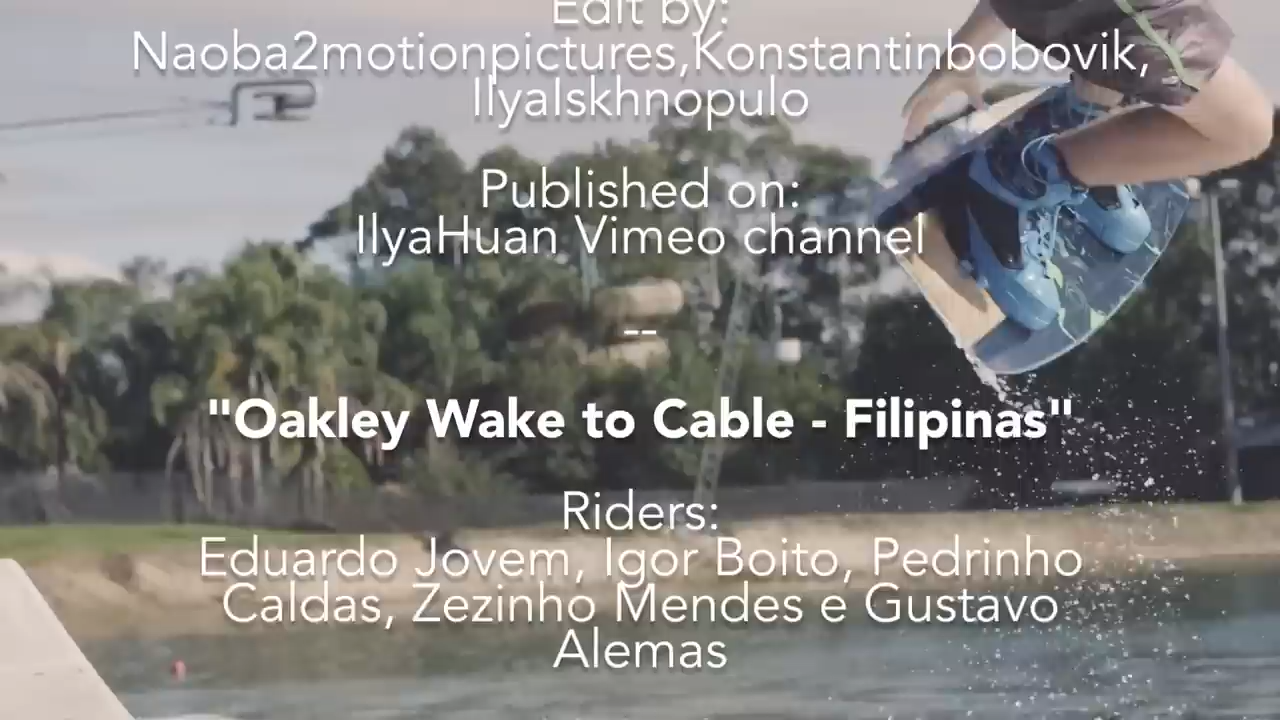 Edit by:
Naoba2motionpictures,Konstantinbobovik,
IlyaIskhnopulo
Published on:
IlyaHuan Vimeo channel
--
"Oakley Wake to Cable - Filipinas"
Riders:
Eduardo Jovem, Igor Boito, Pedrinho
Caldas, Zezinho Mendes e Gustavo
Alemas